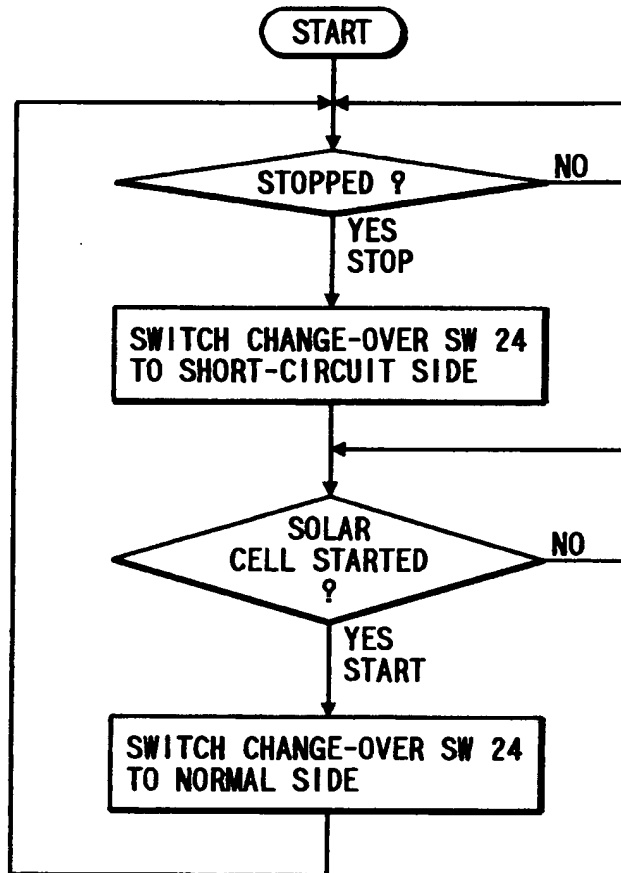 START
STOPPED ?
NO
YES
STOP
SWITCH CHANGE-OVER SW 24
TO SHORT-CIRCUIT SIDE
SOLAR
CELL STARTED
?
NO
YES
START
SWITCH CHANGE-OVER SW 24
TO NORMAL SIDE